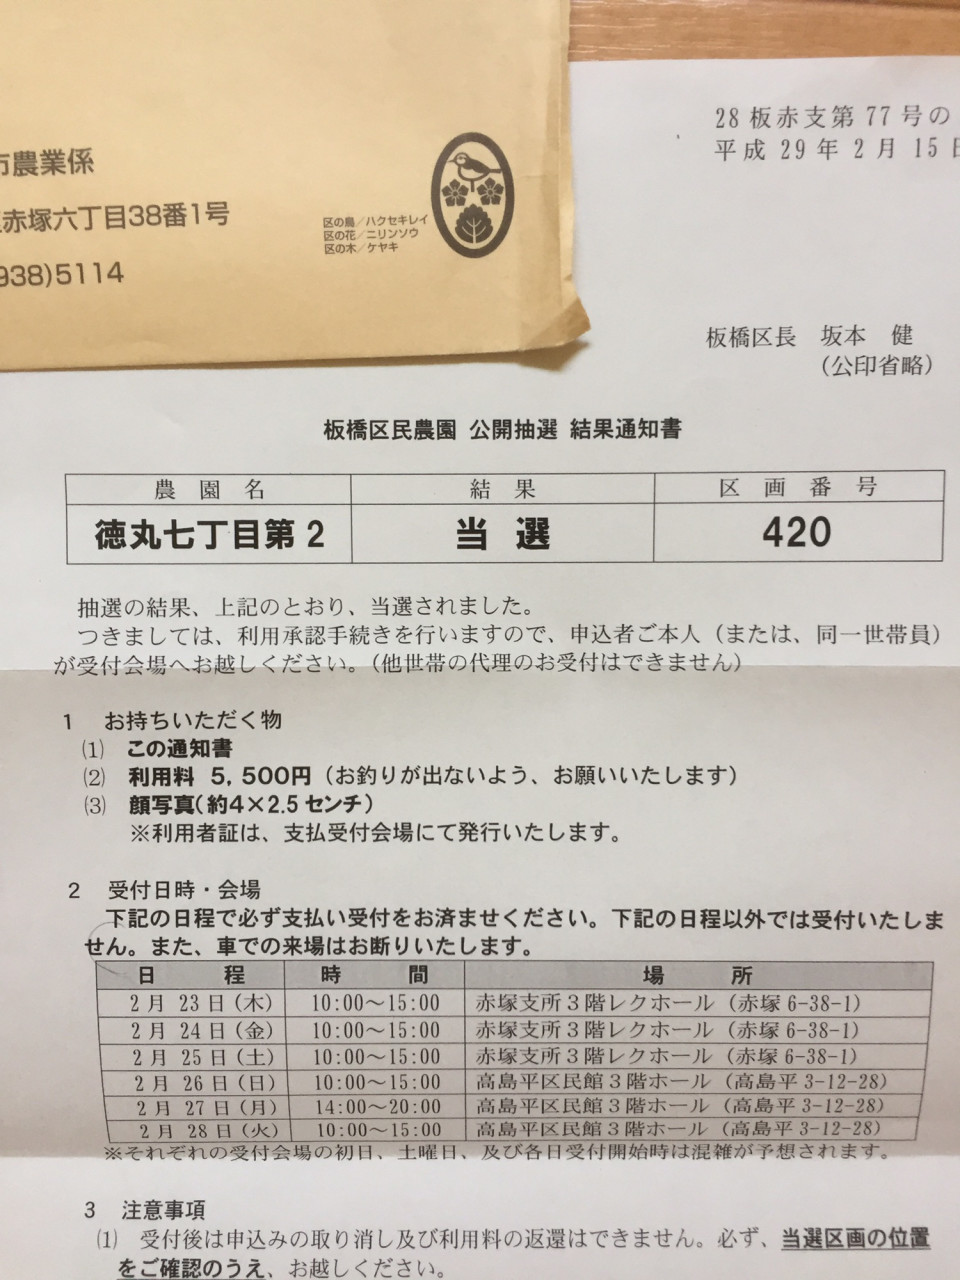 市農業係
赤塚六丁目38番1号
938)5114
区の鳥／ハクセキレイ
区の花／ニリンソウ
区の木／ケヤキ
28 板赤支第 77 号の
平成 29 年 2 月 15 日
板橋区長　坂本　健
（公印省略）
板橋区民農園 公開抽選 結果通知書
農園名　結果　区画番号
徳丸七丁目第２　当選　420
抽選の結果、上記のとおり、当選されました。
つきましては、利用承認手続きを行いますので、申込者ご本人（または、同一世帯員）
が受付会場へお越しください。（他世帯の代理のお受付はできません）
1　お持ちいただく物
⑴　この通知書
⑵　利用料 5,500円（お釣りが出ないよう、お願いいたします）
⑶　顔写真（約4×2.5 センチ）
※利用者証は、支払受付会場にて発行いたします。
2　受付日時・会場
下記の日程で必ず支払い受付をお済ませください。下記の日程以外では受付いたしま
せん。また、車での来場はお断りいたします。
日程　時間　場所
2月 23日（木）　10:00～15:00　赤塚支所３階レクホール（赤塚 6-38-1）
2月 24日（金）　10:00～15:00　赤塚支所３階レクホール（赤塚 6-38-1）
2月 25日（土）　10:00～15:00　赤塚支所３階レクホール（赤塚 6-38-1）
2月 26日（日）　10:00～15:00　高島平区民館３階ホール（高島平 3-12-28）
2月 27日（月）　14:00～20:00　高島平区民館３階ホール（高島平 3-12-28）
2月 28日（火）　10:00～15:00　高島平区民館３階ホール（高島平 3-12-28）
※それぞれの受付会場の初日、土曜日、及び各日受付開始時は混雑が予想されます。
3　注意事項
⑴　受付後は申込みの取り消し及び利用料の返還はできません。必ず、当選区画の位置
をご確認のうえ、お越しください。